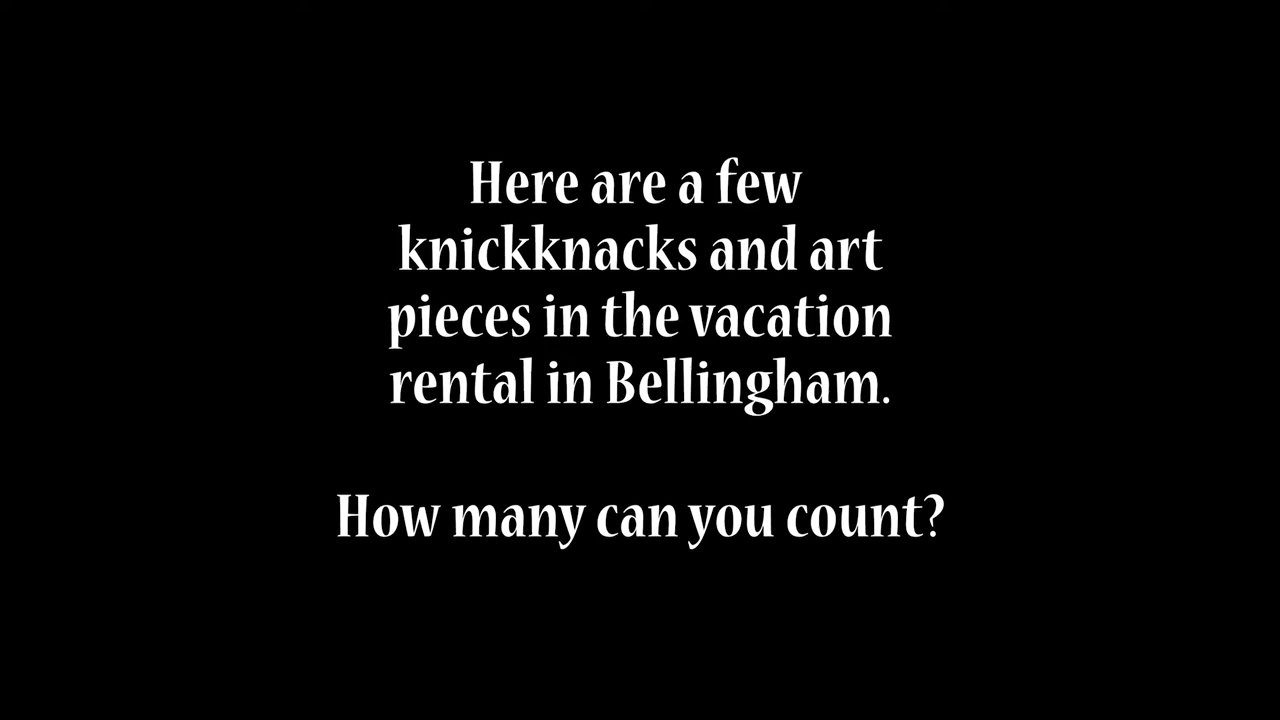 Here are a few
knickknacks and art
pieces in the vacation
rental in Bellingham.
How many can you count?